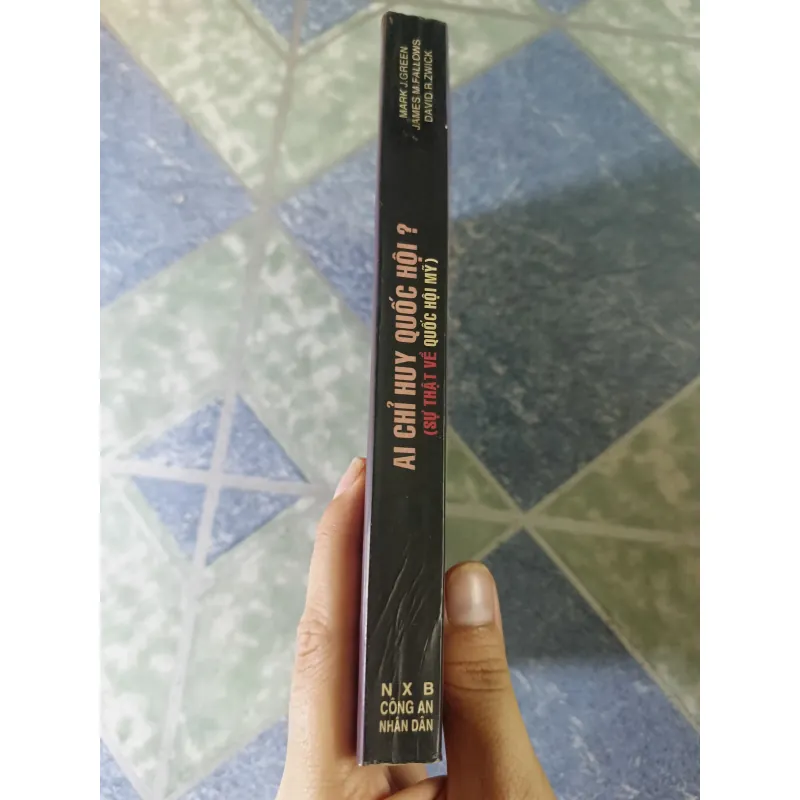 MARK J.GREEN
JAMES M.FALLOWS
DAVID R.ZWICK
AI CHỈ HUY QUỐC HỘI ?
(SỰ THẬT VỀ QUỐC HỘI MỸ)
N X B
CÔNG AN
NHÂN DÂN